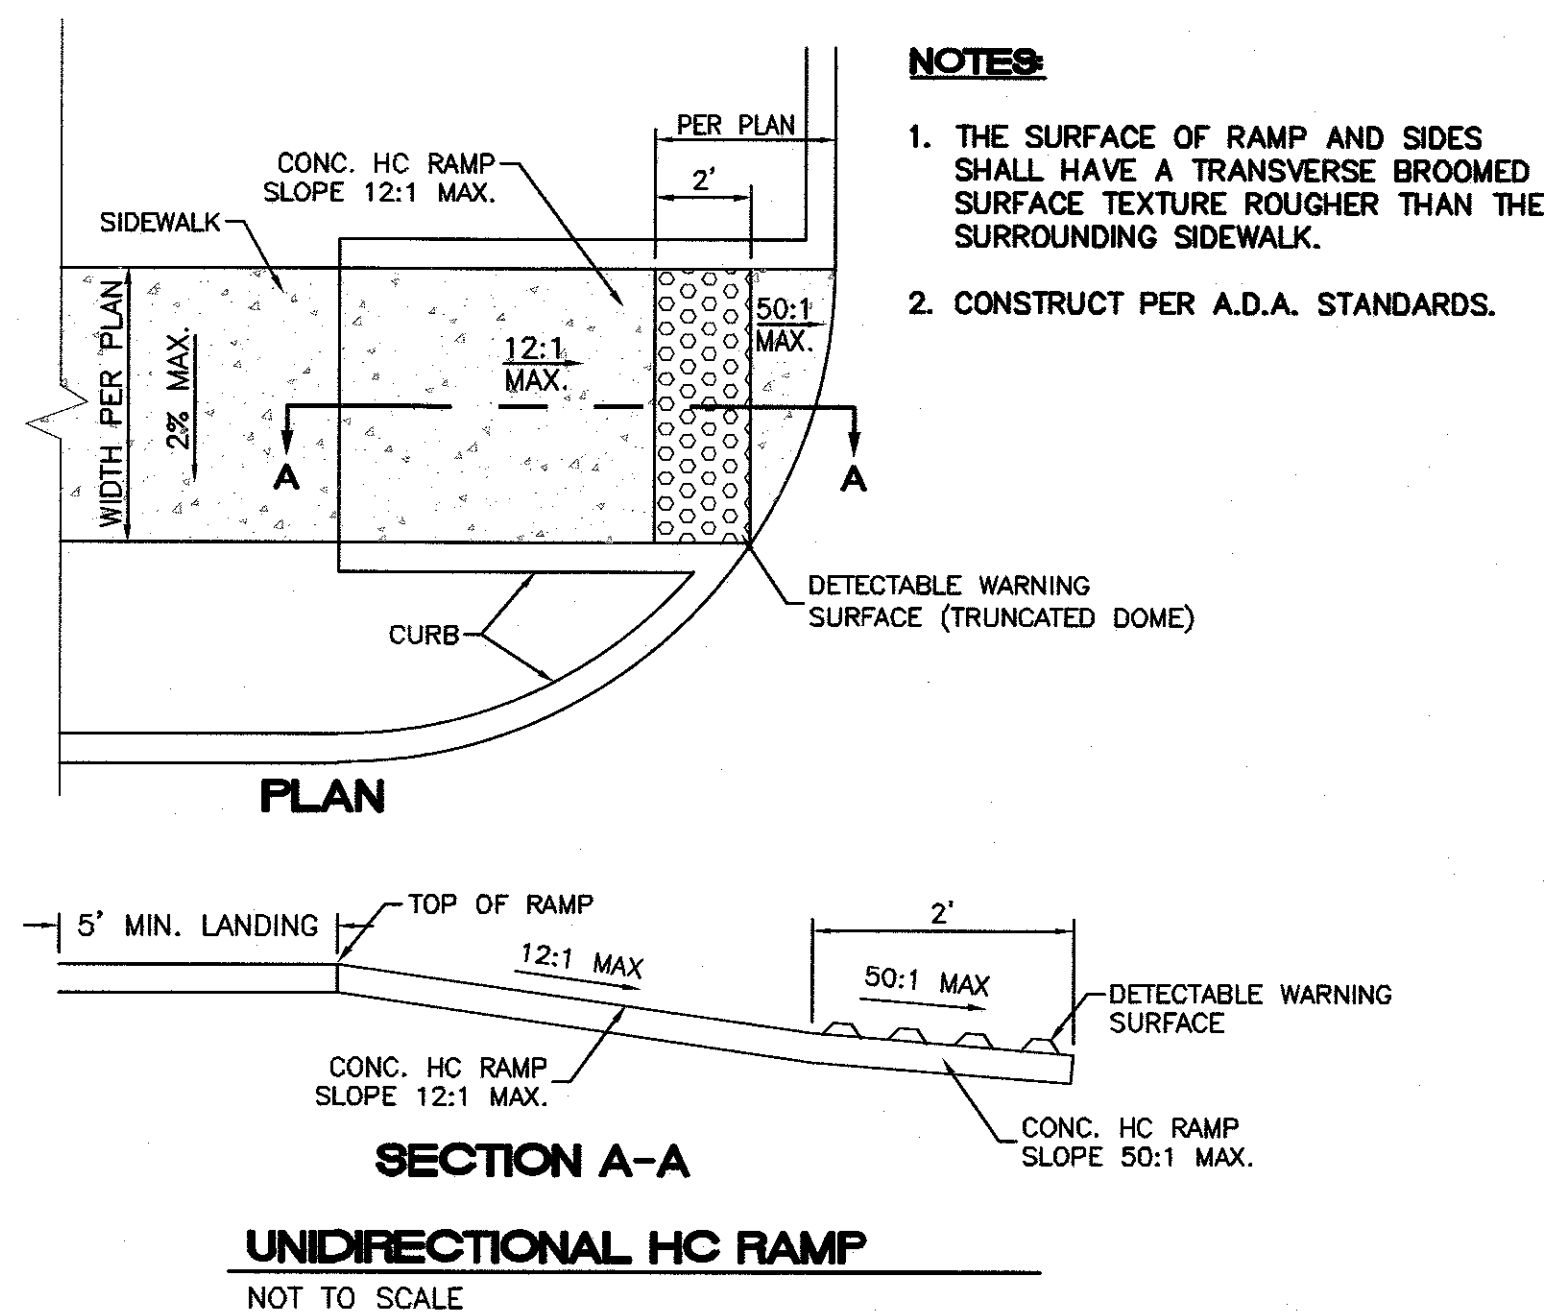 NOTES:
1. THE SURFACE OF RAMP AND SIDES
SHALL HAVE A TRANSVERSE BROOMED
SURFACE TEXTURE ROUGHER THAN THE
SURROUNDING SIDEWALK.
2. CONSTRUCT PER A.D.A. STANDARDS.
PER PLAN
CONC. HC RAMP
SLOPE 12:1 MAX.
2'
SIDEWALK
WIDTH PER PLAN
2% MAX.
12:1
MAX.
50:1
MAX.
A
A
DETECTABLE WARNING
SURFACE (TRUNCATED DOME)
CURB
PLAN
5' MIN. LANDING
TOP OF RAMP
12:1 MAX
2'
50:1 MAX
DETECTABLE WARNING
SURFACE
CONC. HC RAMP
SLOPE 12:1 MAX.
CONC. HC RAMP
SLOPE 50:1 MAX.
SECTION A-A
UNIDIRECTIONAL HC RAMP
NOT TO SCALE